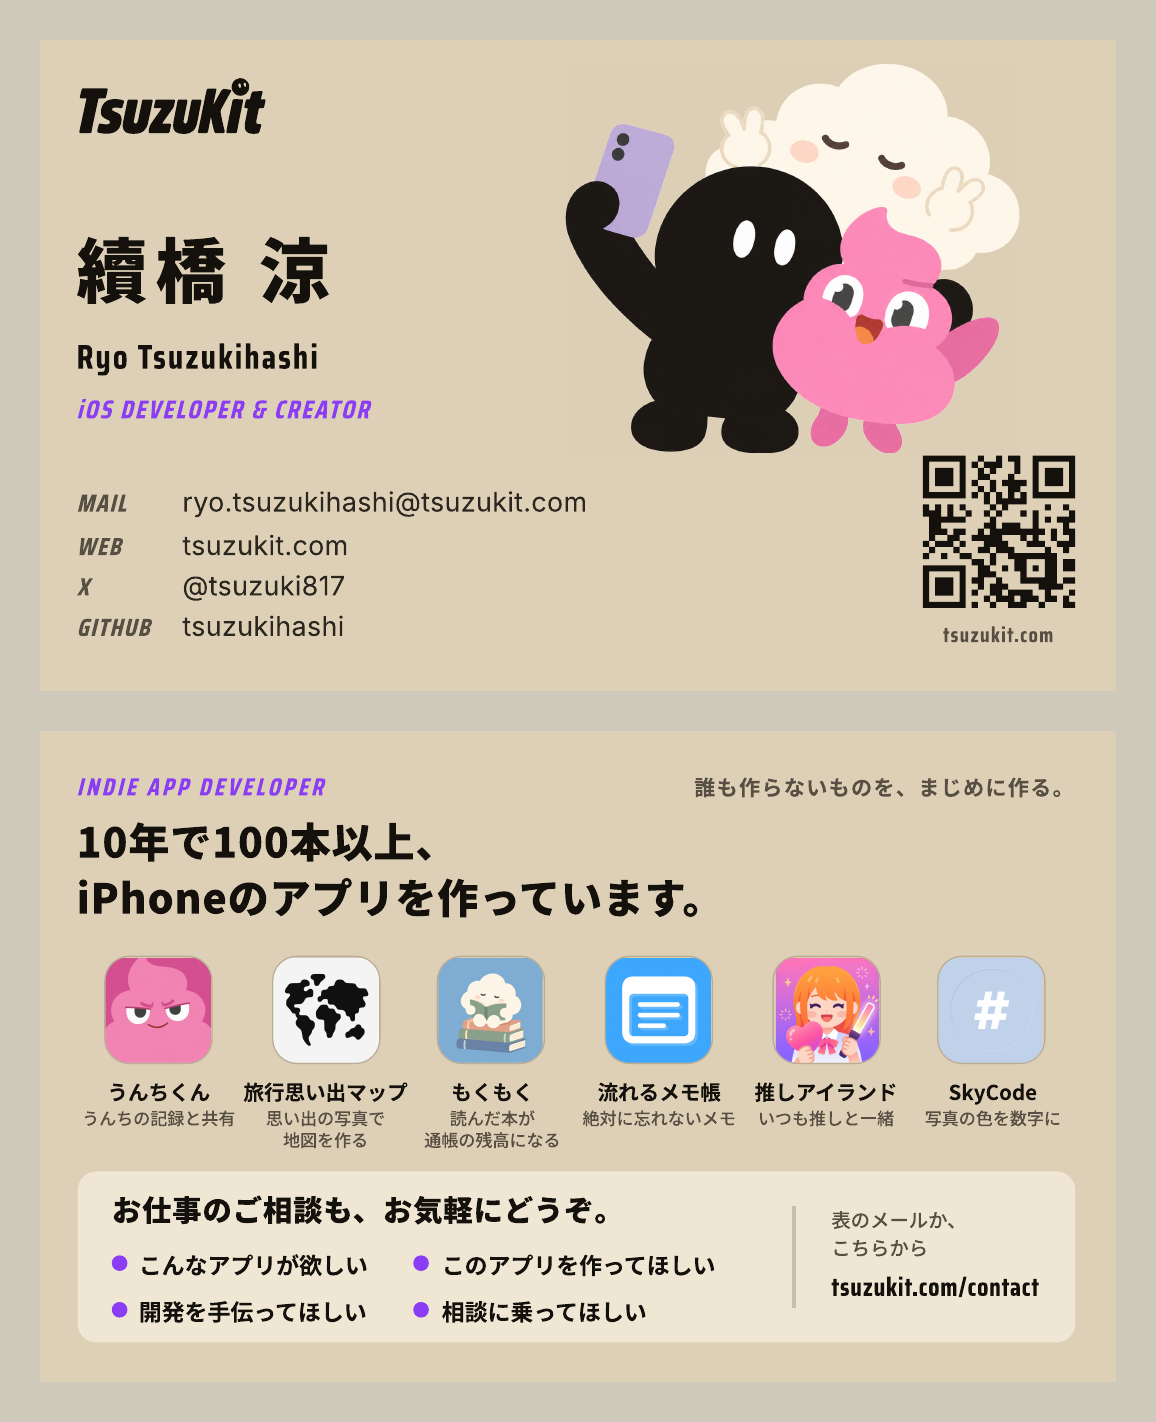 TsuzuKit
續橋 涼
Ryo Tsuzukihashi
iOS DEVELOPER & CREATOR
MAIL ryo.tsuzukihashi@tsuzukit.com
WEB tsuzukit.com
X @tsuzuki817
GITHUB tsuzukihashi
tsuzukit.com
INDIE APP DEVELOPER
誰も作らないものを、まじめに作る。
10年で100本以上、
iPhoneのアプリを作っています。
#
うんちくん
うんちの記録と共有
旅行思い出マップ
思い出の写真で
地図を作る
もくもく
読んだ本が
通帳の残高になる
流れるメモ帳
絶対に忘れないメモ
推しアイランド
いつも推しと一緒
SkyCode
写真の色を数字に
お仕事のご相談も、お気軽にどうぞ。
こんなアプリが欲しい
このアプリを作ってほしい
開発を手伝ってほしい
相談に乗ってほしい
表のメールか、
こちらから
tsuzukit.com/contact